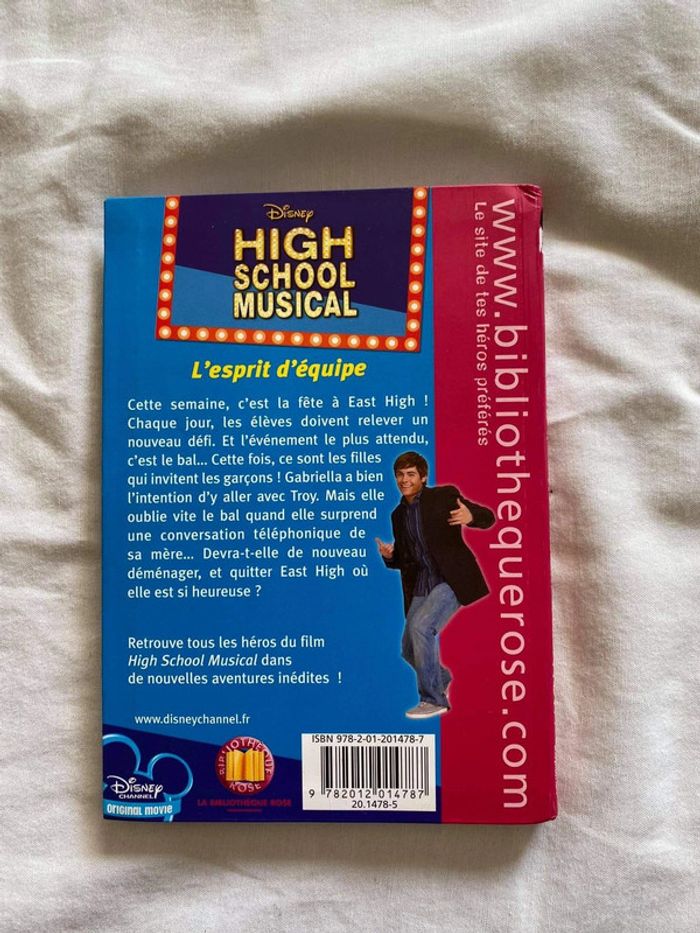 Disney
HIGH
SCHOOL
MUSICAL
L'esprit d'équipe
Cette semaine, c'est la fête à East High !
Chaque jour, les élèves doivent relever un
nouveau défi. Et l'événement le plus attendu,
c'est le bal... Cette fois, ce sont les filles
qui invitent les garçons ! Gabriella a bien
l'intention d'y aller avec Troy. Mais elle
oublie vite le bal quand elle surprend
une conversation téléphonique de
sa mère... Devra-t-elle de nouveau
déménager, et quitter East High où
elle est si heureuse ?
Retrouve tous les héros du film
High School Musical dans
de nouvelles aventures inédites !
www.disneychannel.fr
Disney
CHANNEL
ORIGINAL MOVIE
BIBLIOTHÈQUE
ROSE
LA BIBLIOTHÈQUE ROSE
ISBN 978-2-01-201478-7
9 782012 014787
20.1478-5
www.bibliothequerose.com
Le site de tes héros préférés